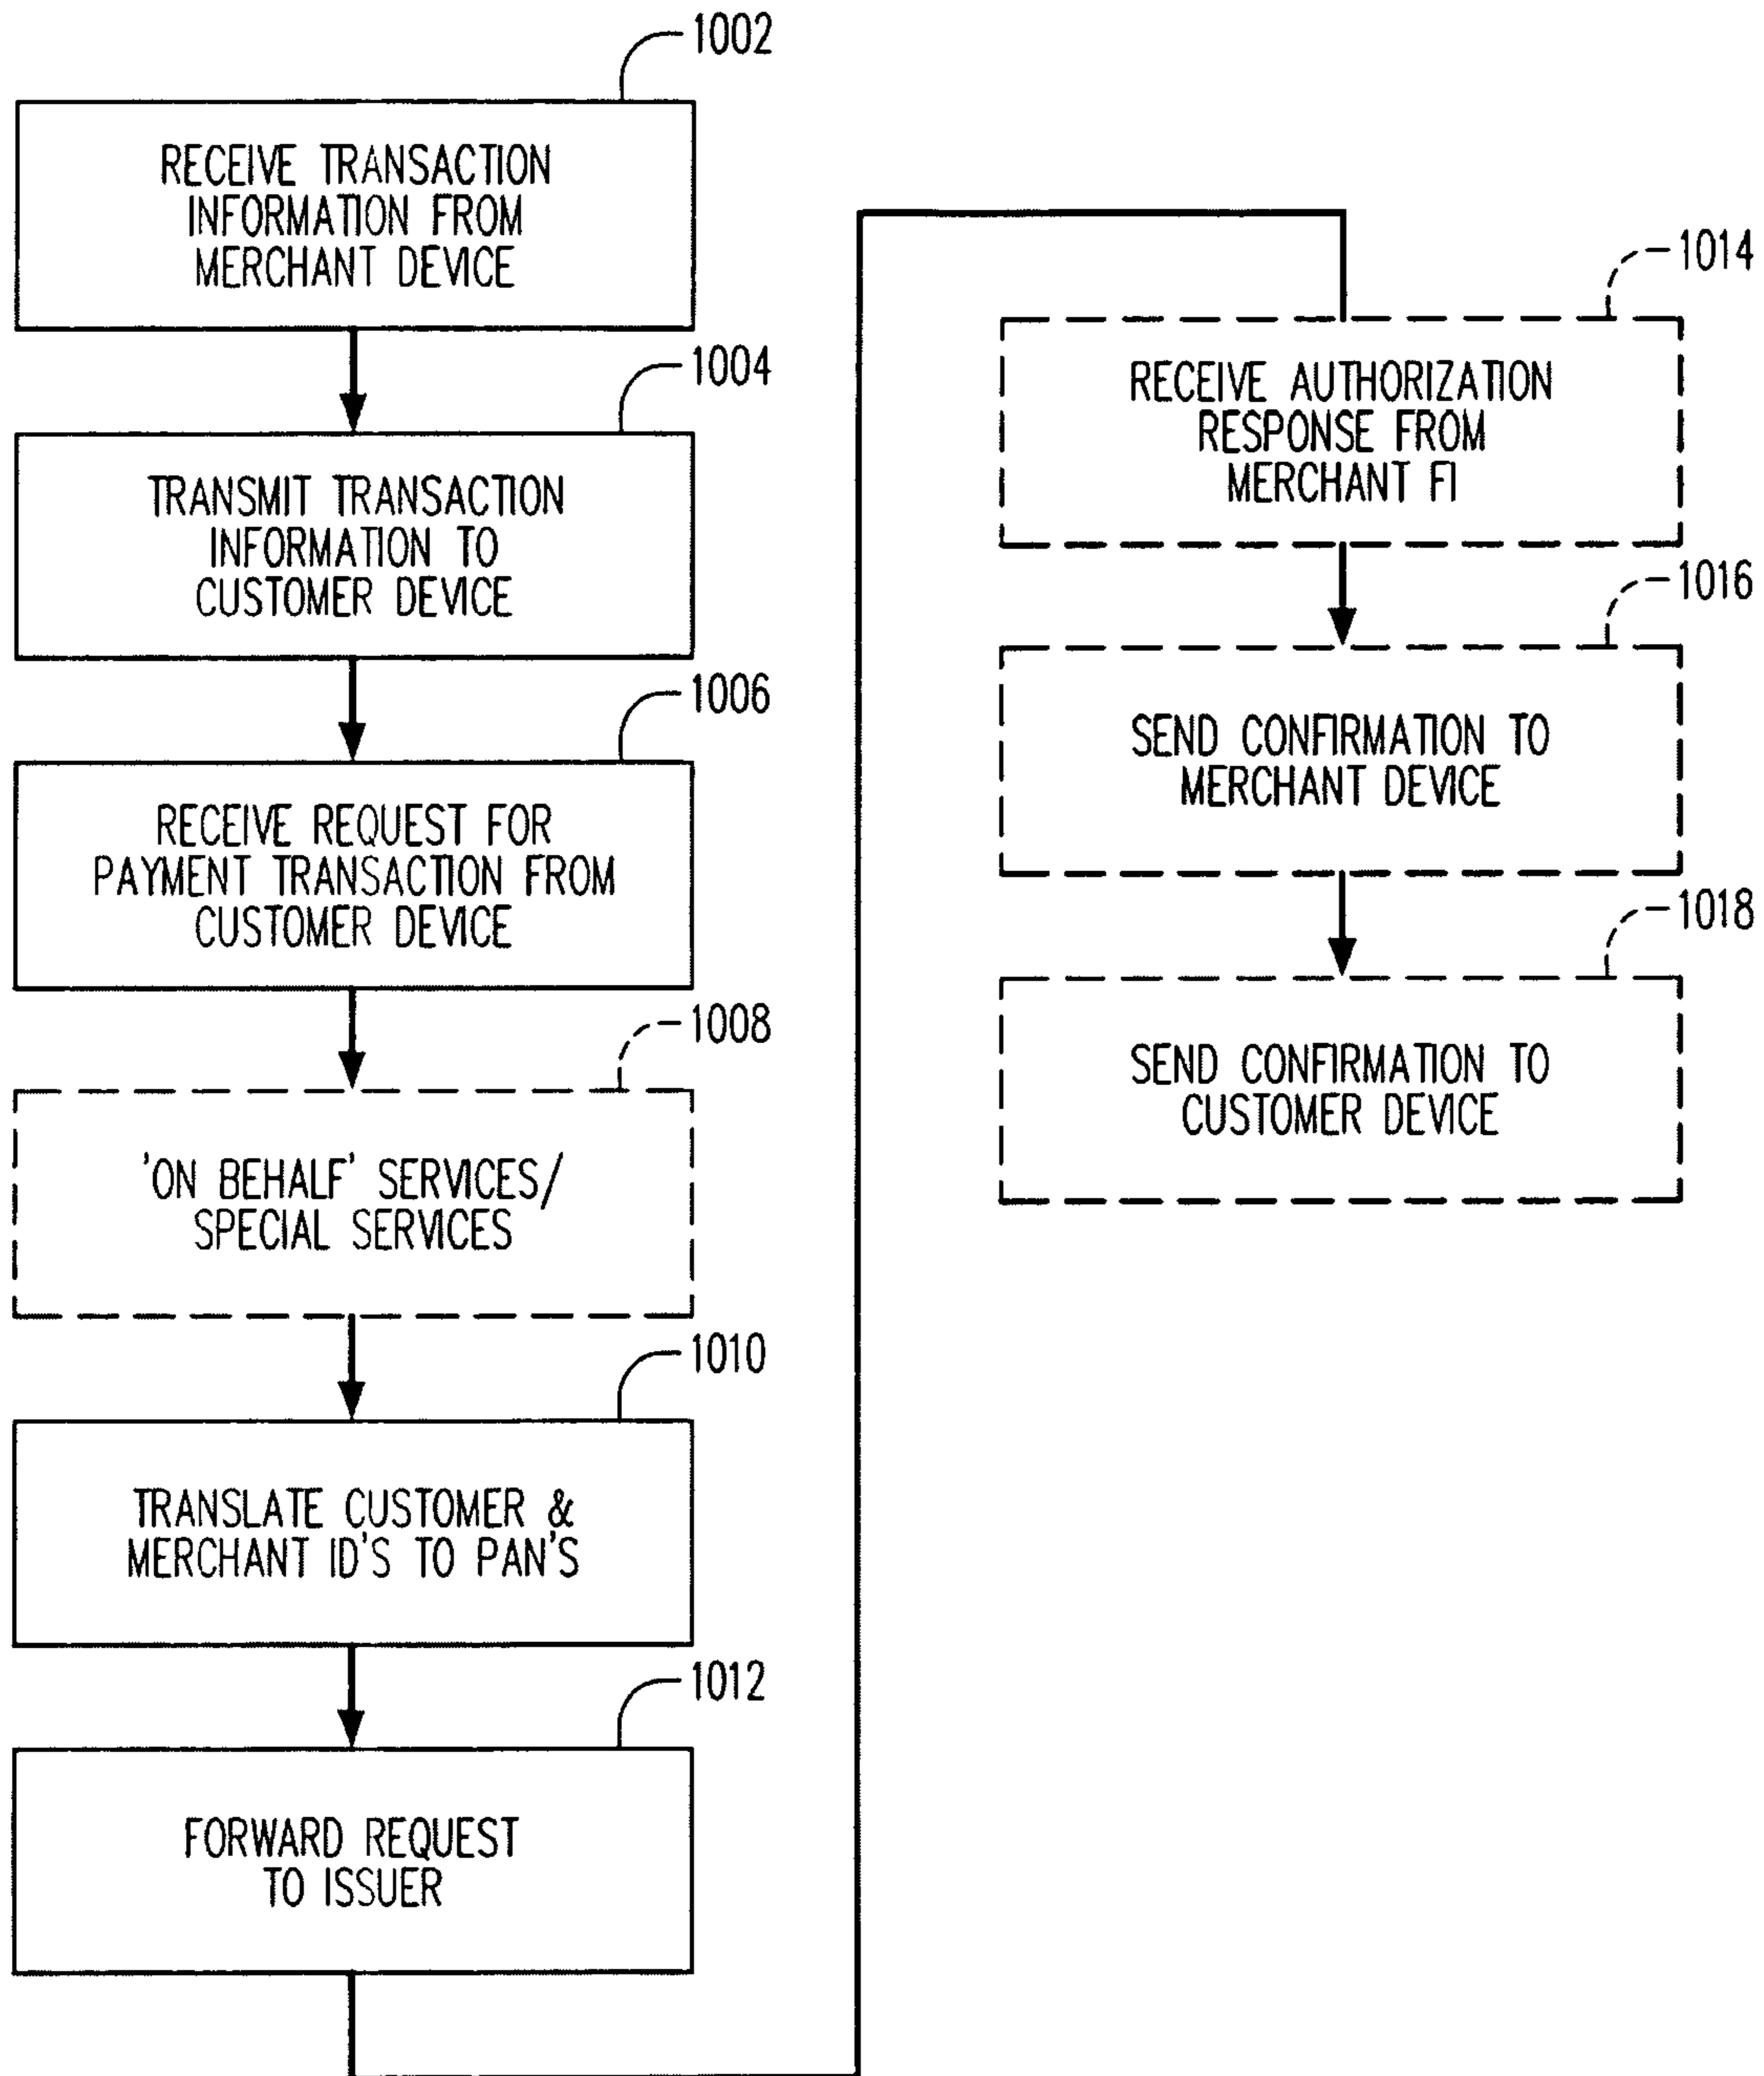 1002
RECEIVE TRANSACTION
INFORMATION FROM
MERCHANT DEVICE
1004
TRANSMIT TRANSACTION
INFORMATION TO
CUSTOMER DEVICE
1006
RECEIVE REQUEST FOR
PAYMENT TRANSACTION FROM
CUSTOMER DEVICE
1008
'ON BEHALF' SERVICES/
SPECIAL SERVICES
1010
TRANSLATE CUSTOMER &
MERCHANT ID'S TO PAN'S
1012
FORWARD REQUEST
TO ISSUER
1014
RECEIVE AUTHORIZATION
RESPONSE FROM
MERCHANT FI
1016
SEND CONFIRMATION TO
MERCHANT DEVICE
1018
SEND CONFIRMATION TO
CUSTOMER DEVICE